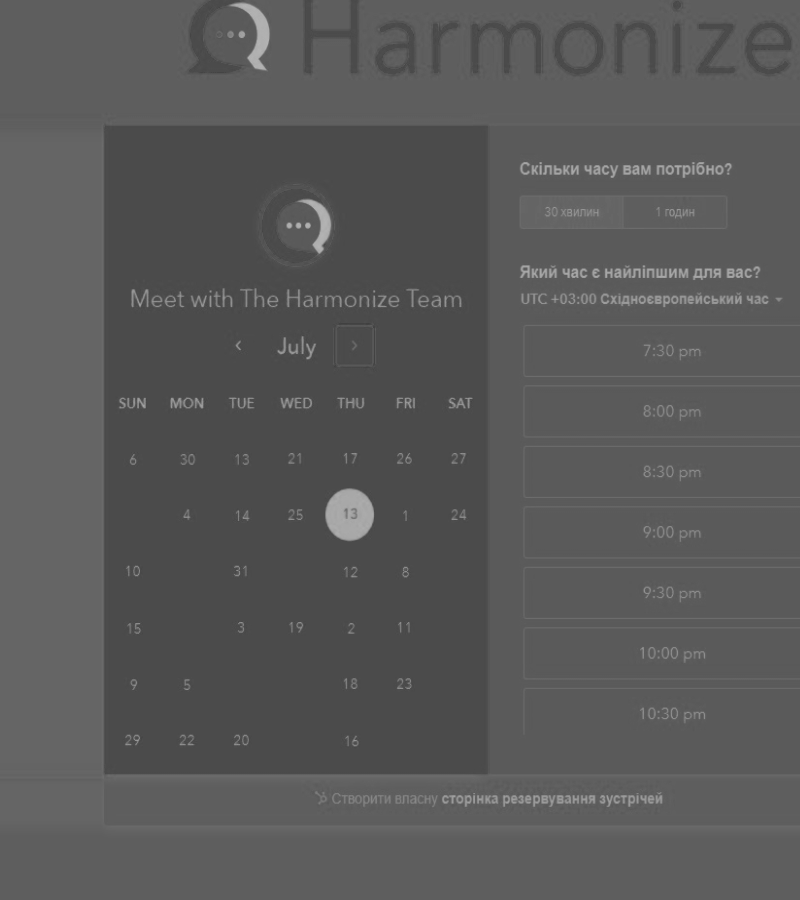 Harmonize
Meet with The Harmonize Team
July
SUN MON TUE WED THU FRI SAT
6 30 13 21 17 26 27
4 14 25 13 1 24
10 31 12 8
15 3 19 2 11
9 5 18 23
29 22 20 16
Скільки часу вам потрібно?
30 хвилин 1 годин
Який час є найліпшим для вас?
UTC +03:00 Східноєвропейський час
7:30 pm
8:00 pm
8:30 pm
9:00 pm
9:30 pm
10:00 pm
10:30 pm
Створити власну сторінка резервування зустрічей